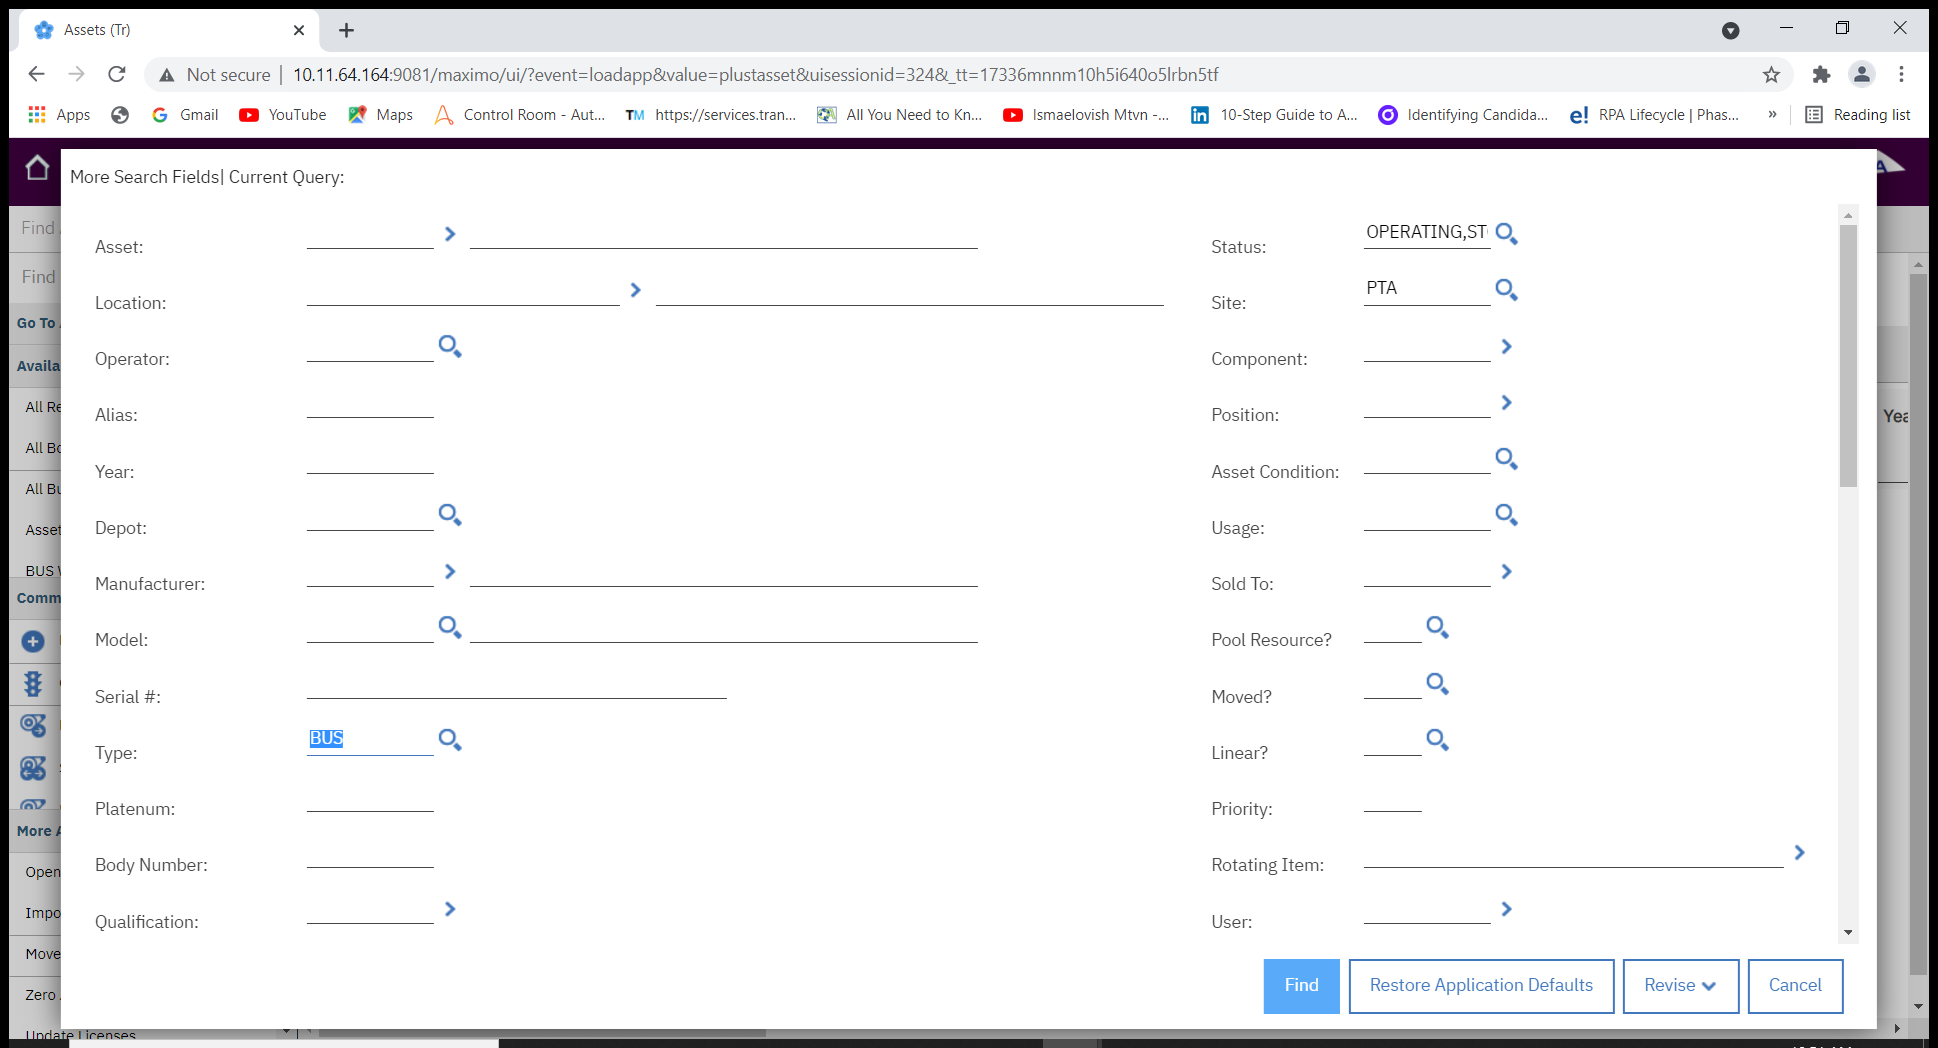 Assets (Tr)
Not secure | 10.11.64.164:9081/maximo/ui/?event=loadapp&value=plustasset&uisessionid=324&_tt=17336mnnm10h5i640o5lrbn5tf
Apps Gmail YouTube Maps Control Room - Aut... TM https://services.tran... All You Need to Kn... Ismaelovish Mtvn -... in 10-Step Guide to A... Identifying Candida... e! RPA Lifecycle | Phas... » Reading list
More Search Fields| Current Query:
Find
Find
Go To
Availa
All Re
All Bo
All Bu
Asset
BUS
Comm
More A
Open
Impo
Move
Zero
Update Licenses
Yea
Asset:
Location:
Operator:
Alias:
Year:
Depot:
Manufacturer:
Model:
Serial #:
Type: BUS
Platenum:
Body Number:
Qualification:
Status: OPERATING,ST
Site: PTA
Component:
Position:
Asset Condition:
Usage:
Sold To:
Pool Resource?
Moved?
Linear?
Priority:
Rotating Item:
User:
Find Restore Application Defaults Revise Cancel